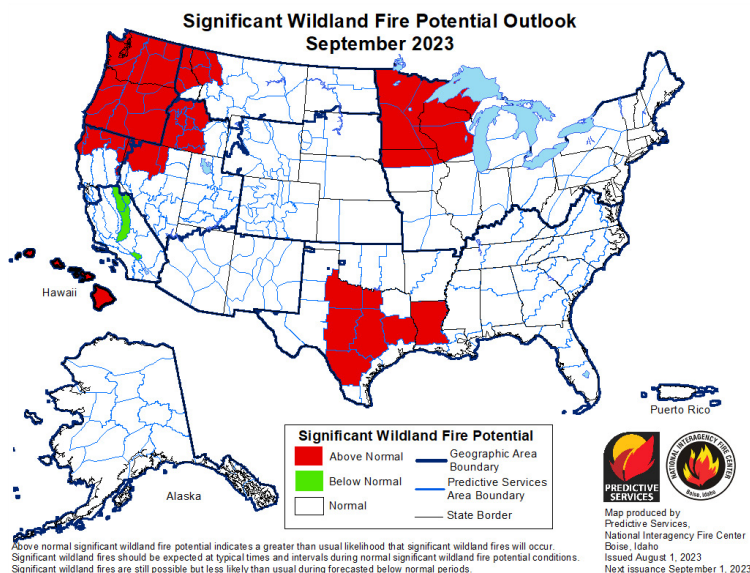 Significant Wildland Fire Potential Outlook
September 2023
Hawaii
Alaska
Puerto Rico
Significant Wildland Fire Potential
Above Normal
Below Normal
Normal
Geographic Area
Boundary
Predictive Services
Area Boundary
State Border
PREDICTIVE
SERVICES
NATIONAL INTERAGENCY FIRE CENTER
Boise, Idaho
Map produced by
Predictive Services,
National Interagency Fire Center
Boise, Idaho
Issued August 1, 2023
Next issuance September 1, 2023
Above normal significant wildland fire potential indicates a greater than usual likelihood that significant wildland fires will occur.
Significant wildland fires should be expected at typical times and intervals during normal significant wildland fire potential conditions.
Significant wildland fires are still possible but less likely than usual during forecasted below normal periods.